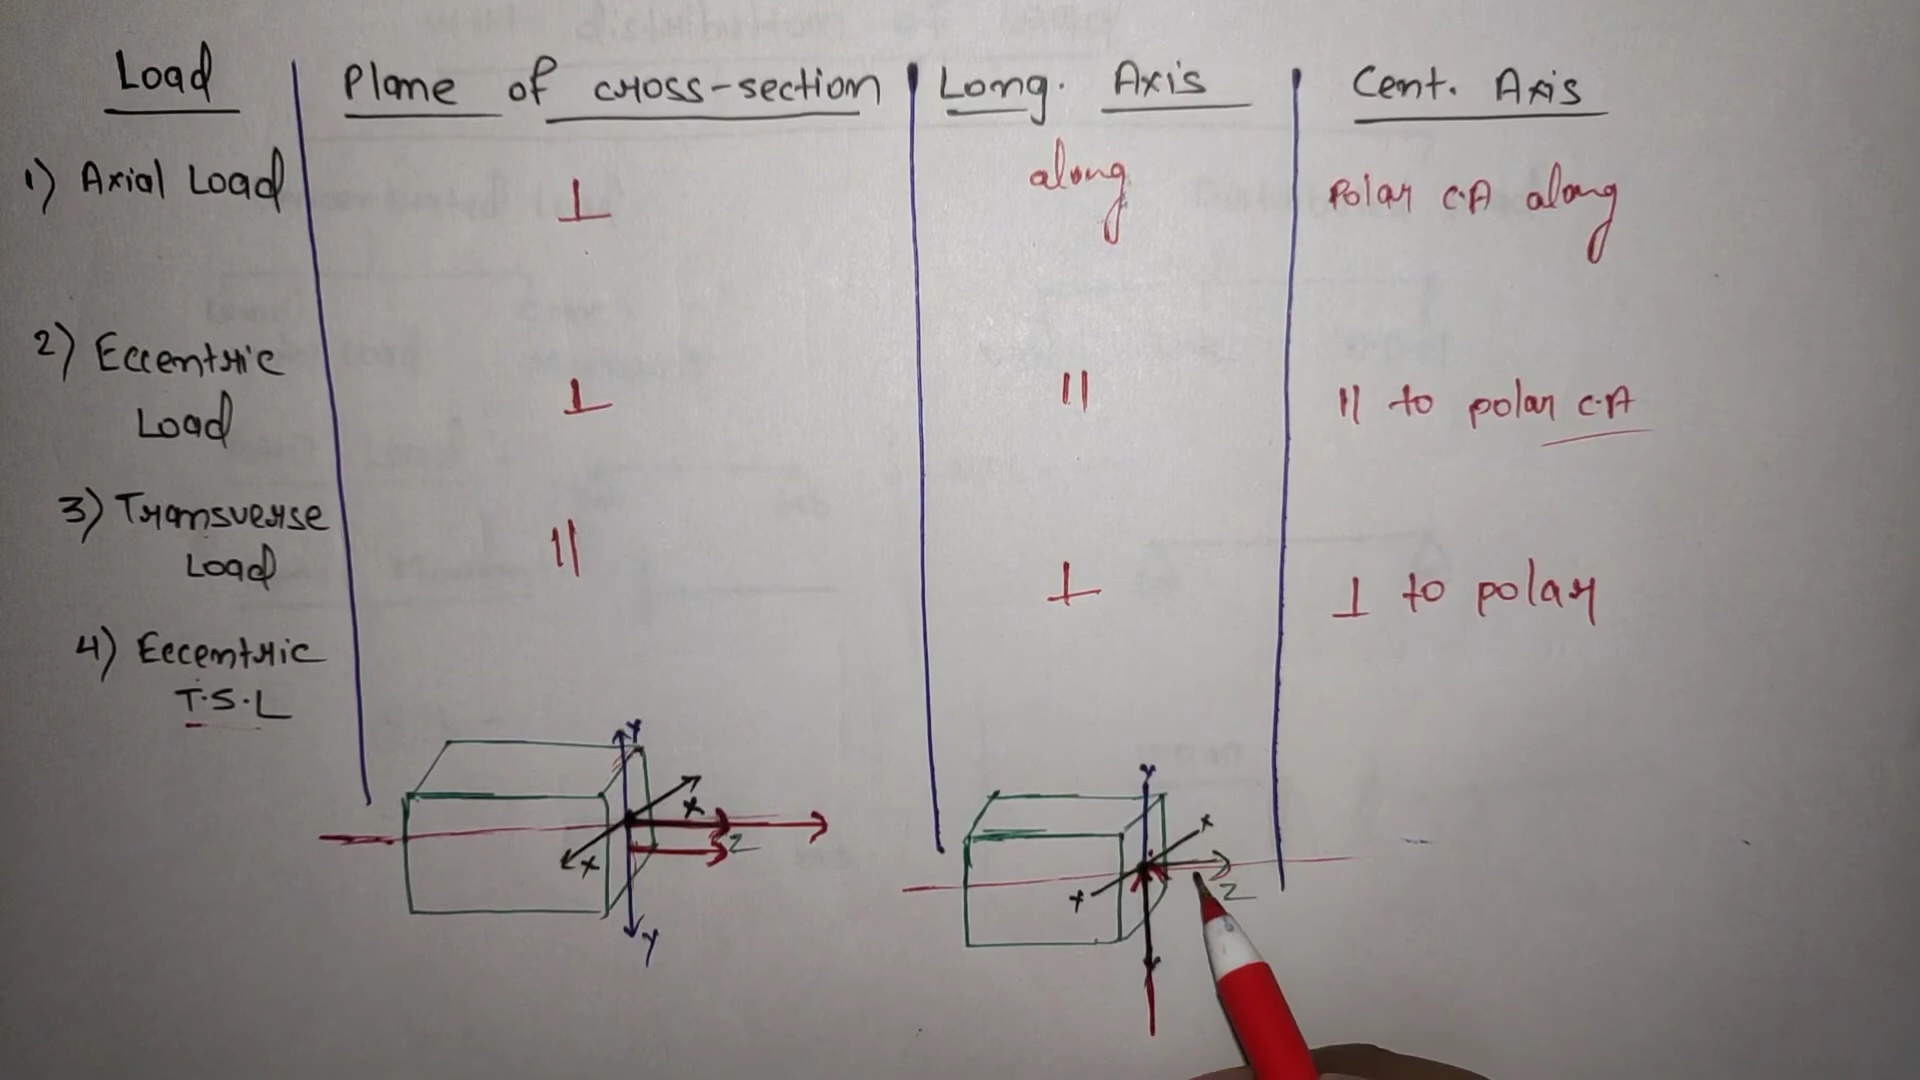 Load Plane of cross-section Long. Axis Cent. Axis
1) Axial Load ⊥ along Polar C.A along
2) Eccentric
Load ⊥ || || to polar C.A
3) Transverse
Load || ⊥ ⊥ to polar
4) Eccentric
T.S.L
Y
X
Z
X
Y
Y
X
Z
X